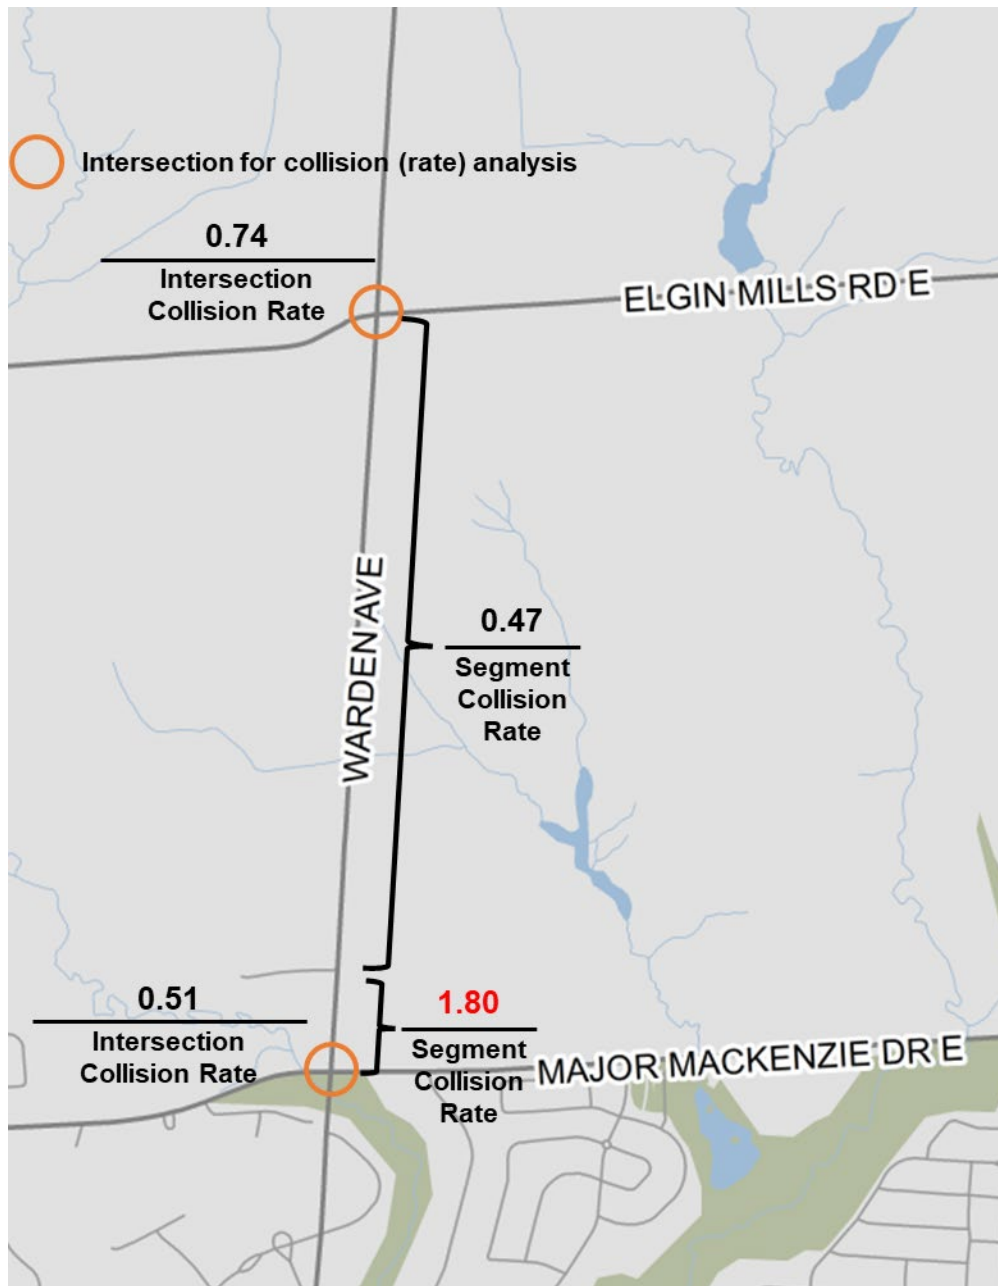 Intersection for collision (rate) analysis
0.74
Intersection
Collision Rate
ELGIN MILLS RD E
WARDEN AVE
0.47
Segment
Collision
Rate
0.51
Intersection
Collision Rate
1.80
Segment
Collision
Rate
MAJOR MACKENZIE DR E